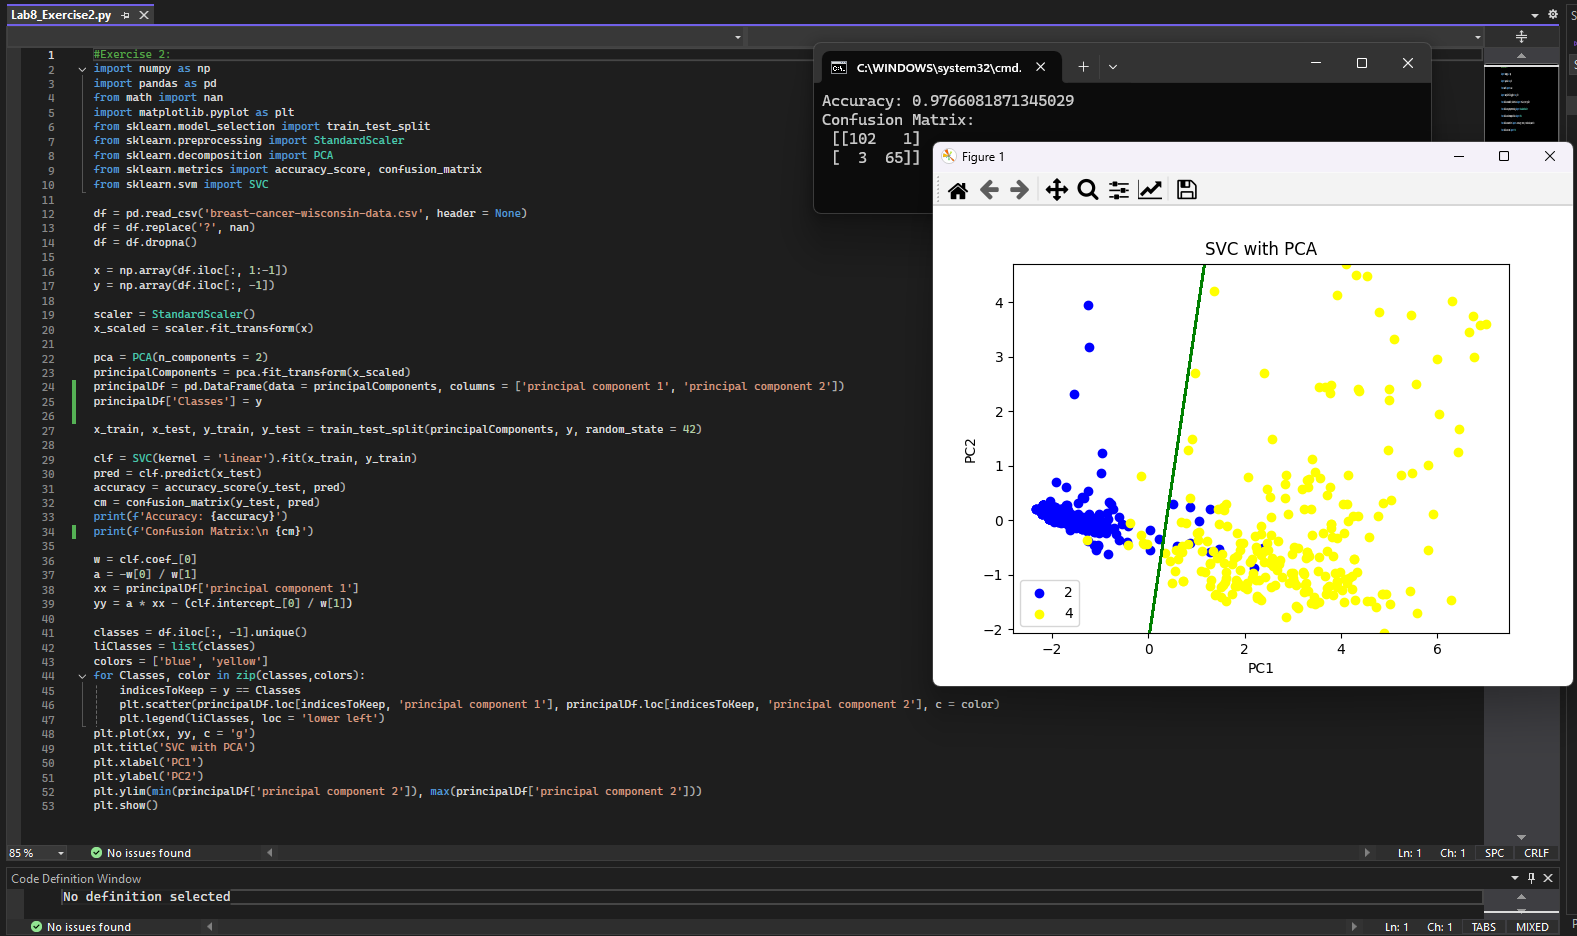 Lab8_Exercise2.py
1 #Exercise 2:
2 import numpy as np
3 import pandas as pd
4 from math import nan
5 import matplotlib.pyplot as plt
6 from sklearn.model_selection import train_test_split
7 from sklearn.preprocessing import StandardScaler
8 from sklearn.decomposition import PCA
9 from sklearn.metrics import accuracy_score, confusion_matrix
10 from sklearn.svm import SVC
11
12 df = pd.read_csv('breast-cancer-wisconsin-data.csv', header = None)
13 df = df.replace('?', nan)
14 df = df.dropna()
15
16 x = np.array(df.iloc[:, 1:-1])
17 y = np.array(df.iloc[:, -1])
18
19 scaler = StandardScaler()
20 x_scaled = scaler.fit_transform(x)
21
22 pca = PCA(n_components = 2)
23 principalComponents = pca.fit_transform(x_scaled)
24 principalDf = pd.DataFrame(data = principalComponents, columns = ['principal component 1', 'principal component 2'])
25 principalDf['Classes'] = y
26
27 x_train, x_test, y_train, y_test = train_test_split(principalComponents, y, random_state = 42)
28
29 clf = SVC(kernel = 'linear').fit(x_train, y_train)
30 pred = clf.predict(x_test)
31 accuracy = accuracy_score(y_test, pred)
32 cm = confusion_matrix(y_test, pred)
33 print(f'Accuracy: {accuracy}')
34 print(f'Confusion Matrix:\n {cm}')
35
36 w = clf.coef_[0]
37 a = -w[0] / w[1]
38 xx = principalDf['principal component 1']
39 yy = a * xx - (clf.intercept_[0] / w[1])
40
41 classes = df.iloc[:, -1].unique()
42 liClasses = list(classes)
43 colors = ['blue', 'yellow']
44 for Classes, color in zip(classes,colors):
45 indicesToKeep = y == Classes
46 plt.scatter(principalDf.loc[indicesToKeep, 'principal component 1'], principalDf.loc[indicesToKeep, 'principal component 2'], c = color)
47 plt.legend(liClasses, loc = 'lower left')
48 plt.plot(xx, yy, c = 'g')
49 plt.title('SVC with PCA')
50 plt.xlabel('PC1')
51 plt.ylabel('PC2')
52 plt.ylim(min(principalDf['principal component 2']), max(principalDf['principal component 2']))
53 plt.show()
85 %
No issues found
Ln: 1 Ch: 1 SPC CRLF
Code Definition Window
No definition selected
No issues found
Ln: 1 Ch: 1 TABS MIXED
C:\WINDOWS\system32\cmd.
Accuracy: 0.9766081871345029
Confusion Matrix:
[[102 1]
[ 3 65]]
Figure 1
SVC with PCA
4
3
2
1
0
−1
−2
PC2
2
4
−2 0 2 4 6
PC1